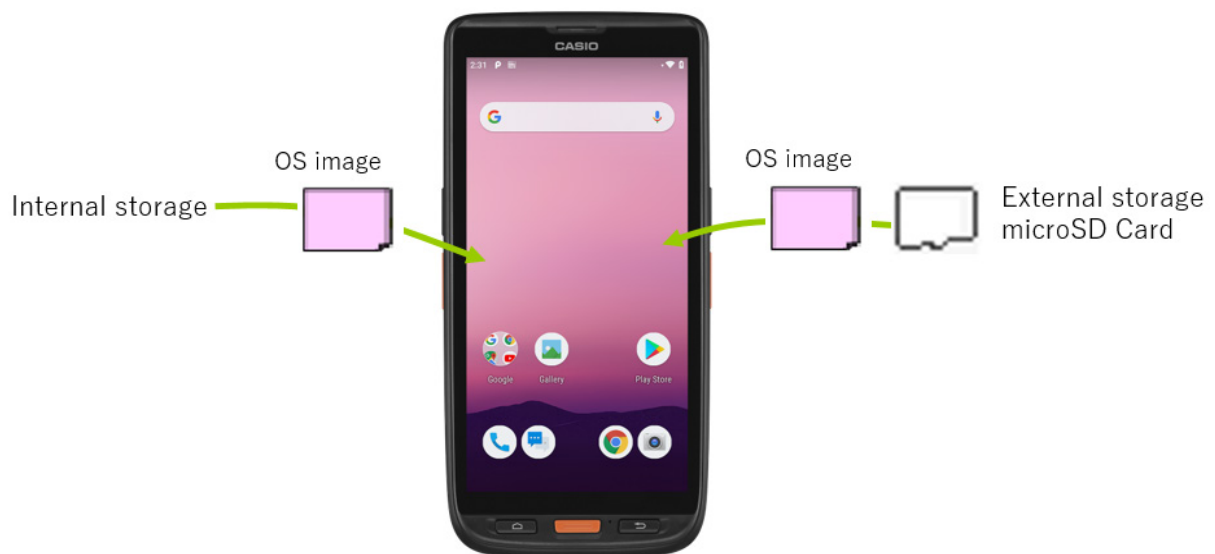 CASIO
2:31
OS image
OS image
Internal storage
External storage
microSD Card
Google
Gallery
Play Store